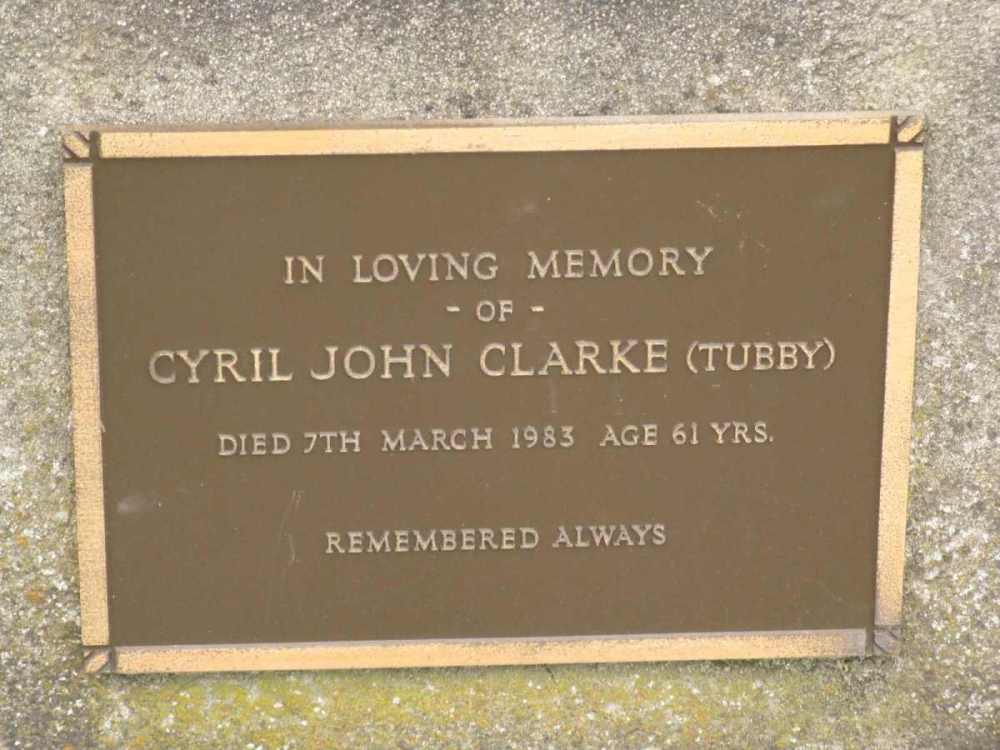 IN LOVING MEMORY
- OF -
CYRIL JOHN CLARKE (TUBBY)
DIED 7TH MARCH 1983 AGE 61 YRS.
REMEMBERED ALWAYS